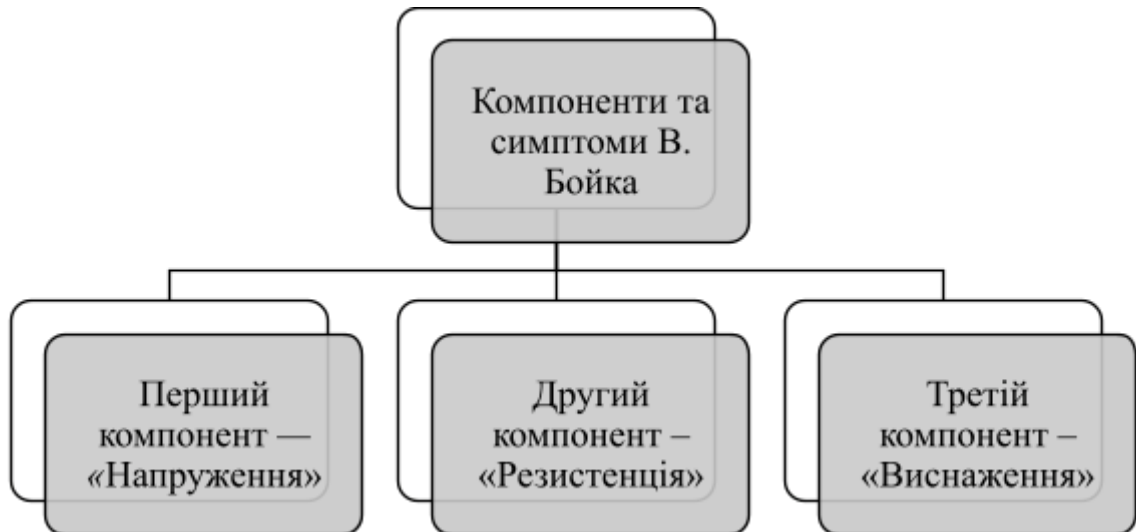 Компоненти та
симптоми В.
Бойка
Перший
компонент —
«Напруження»
Другий
компонент –
«Резистенція»
Третій
компонент –
«Виснаження»